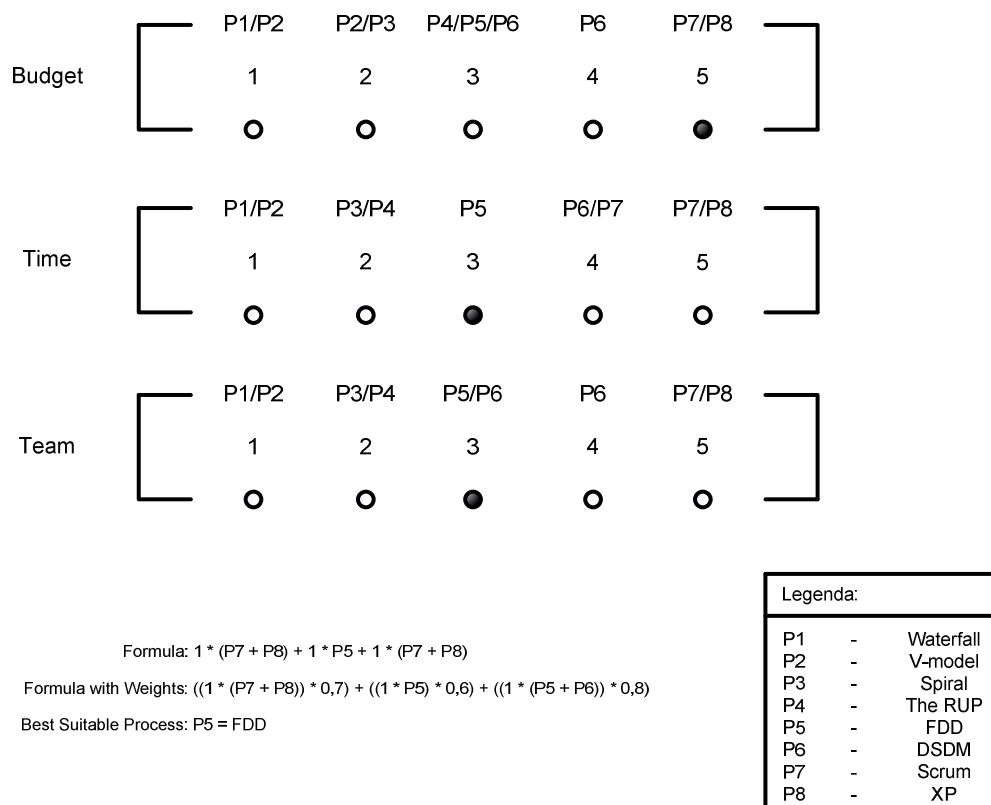 P1/P2 P2/P3 P4/P5/P6 P6 P7/P8
Budget 1 2 3 4 5
P1/P2 P3/P4 P5 P6/P7 P7/P8
Time 1 2 3 4 5
P1/P2 P3/P4 P5/P6 P6 P7/P8
Team 1 2 3 4 5
Formula: 1 * (P7 + P8) + 1 * P5 + 1 * (P7 + P8)
Formula with Weights: ((1 * (P7 + P8)) * 0,7) + ((1 * P5) * 0,6) + ((1 * (P5 + P6)) * 0,8)
Best Suitable Process: P5 = FDD
Legenda:
P1 - Waterfall
P2 - V-model
P3 - Spiral
P4 - The RUP
P5 - FDD
P6 - DSDM
P7 - Scrum
P8 - XP